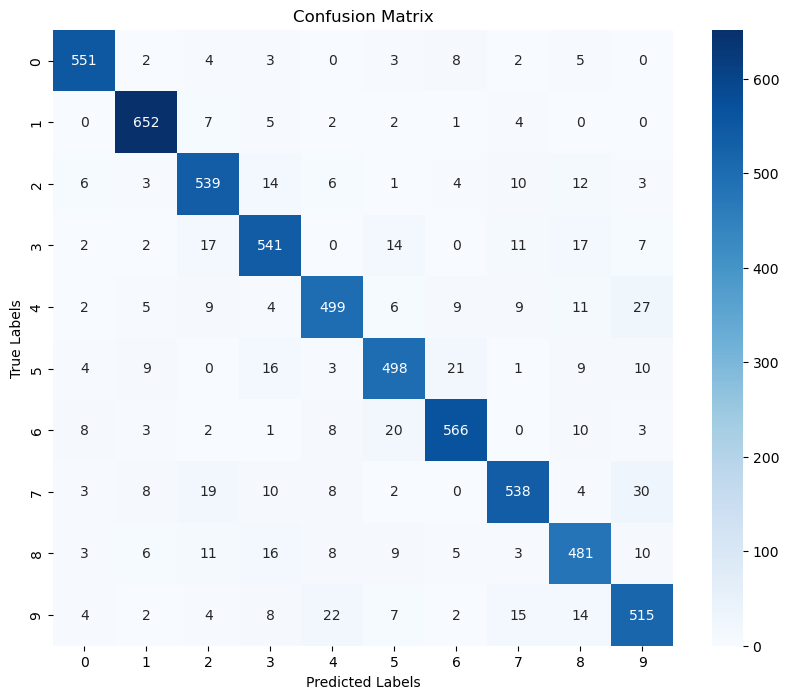 Confusion Matrix
0 551 2 4 3 0 3 8 2 5 0
1 0 652 7 5 2 2 1 4 0 0
2 6 3 539 14 6 1 4 10 12 3
3 2 2 17 541 0 14 0 11 17 7
4 2 5 9 4 499 6 9 9 11 27
5 4 9 0 16 3 498 21 1 9 10
6 8 3 2 1 8 20 566 0 10 3
7 3 8 19 10 8 2 0 538 4 30
8 3 6 11 16 8 9 5 3 481 10
9 4 2 4 8 22 7 2 15 14 515
0 1 2 3 4 5 6 7 8 9
Predicted Labels
True Labels
600
500
400
300
200
100
0